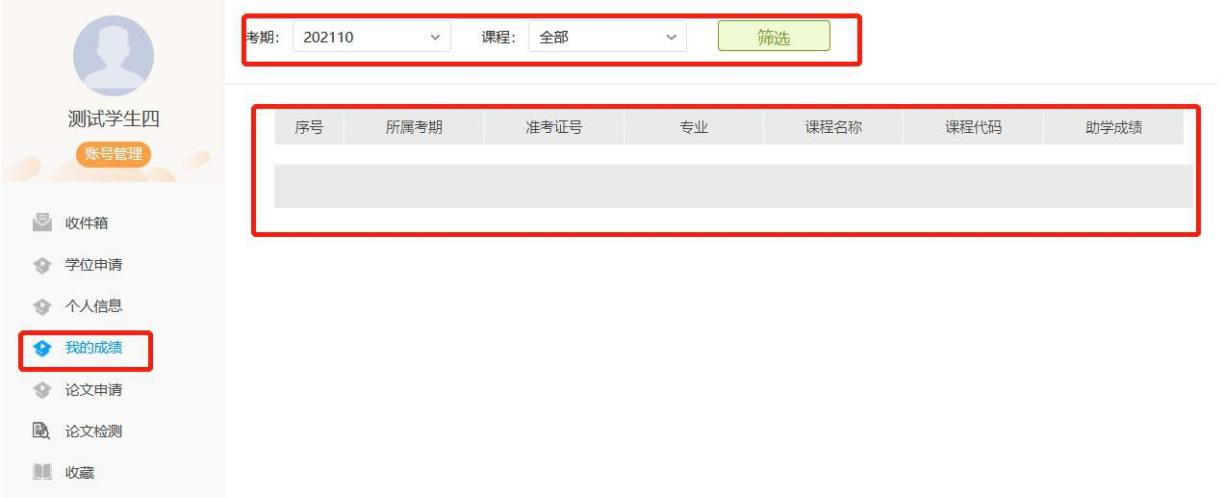 考期： 202110 课程： 全部 筛选
测试学生四
账号管理
序号 所属考期 准考证号 专业 课程名称 课程代码 助学成绩
收件箱
学位申请
个人信息
我的成绩
论文申请
论文检测
收藏